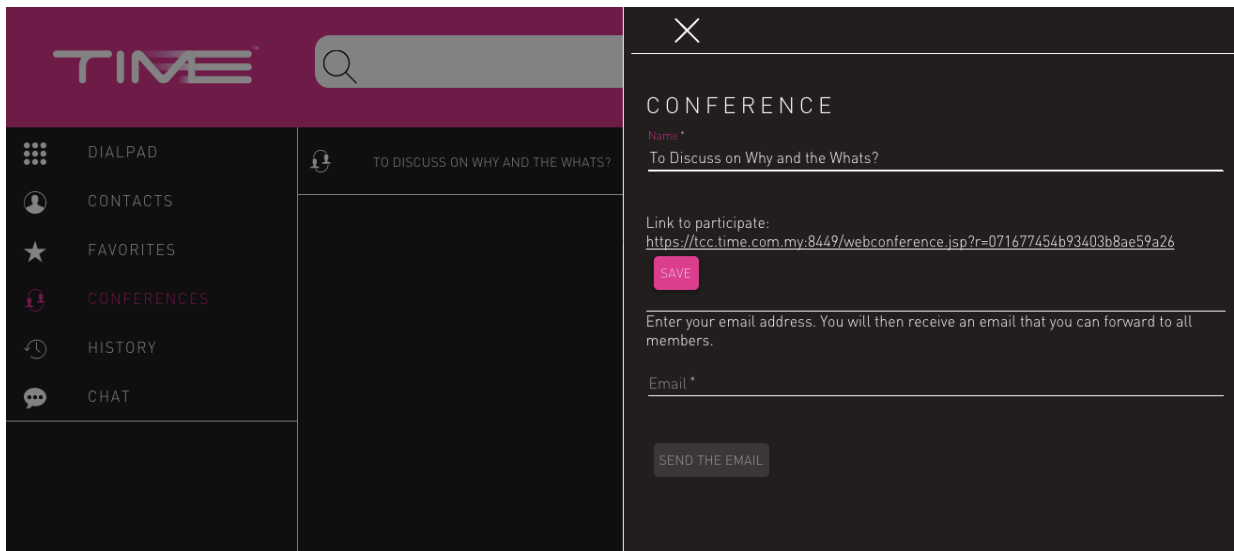 TIME™
DIALPAD
CONTACTS
FAVORITES
CONFERENCES
HISTORY
CHAT
TO DISCUSS ON WHY AND THE WHATS?
CONFERENCE
Name *
To Discuss on Why and the Whats?
Link to participate:
https://tcc.time.com.my:8449/webconference.jsp?r=071677454b93403b8ae59a26
SAVE
Enter your email address. You will then receive an email that you can forward to all
members.
Email *
SEND THE EMAIL